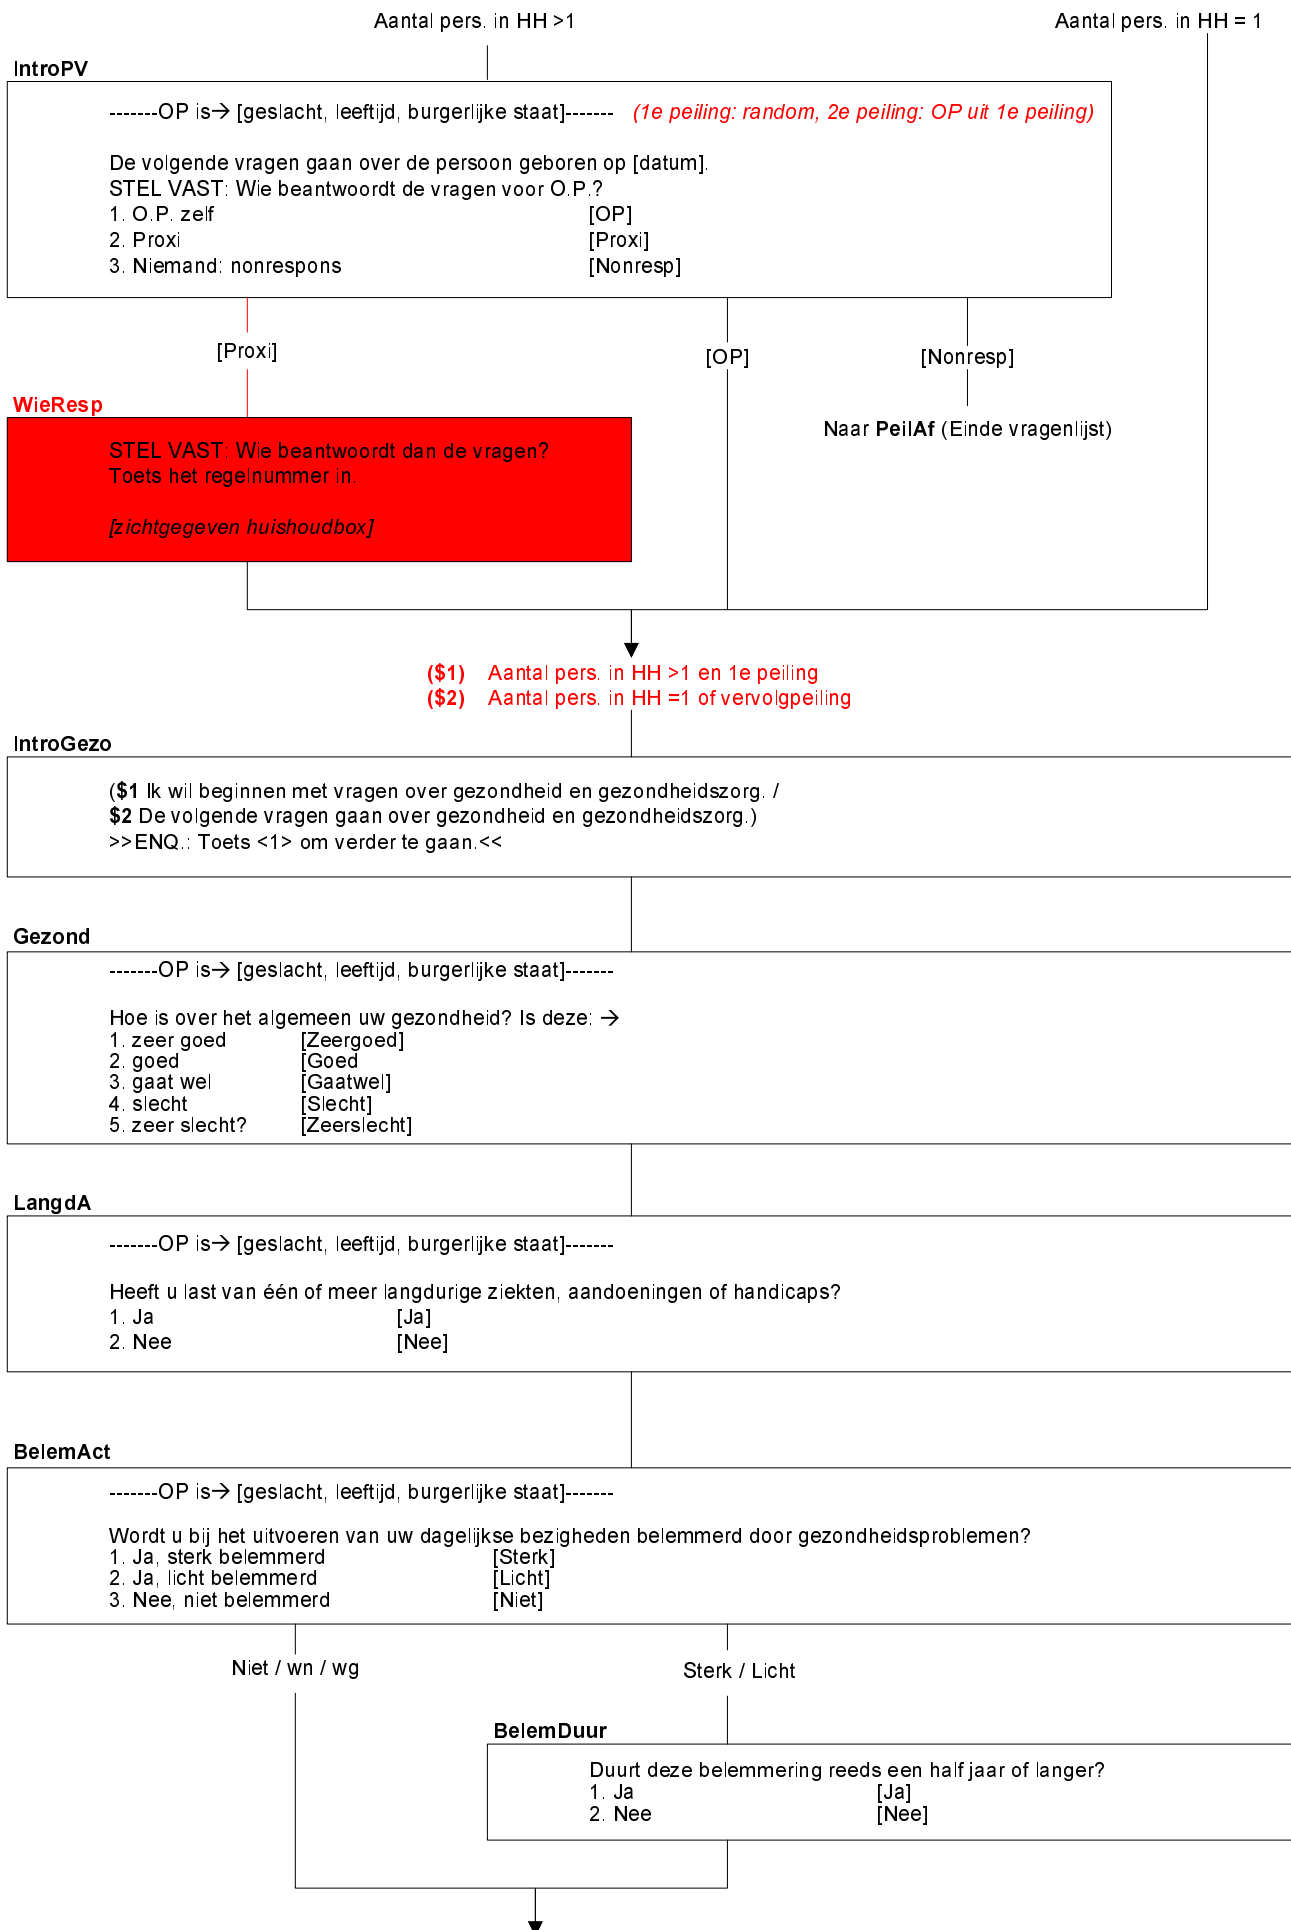 Aantal pers. in HH >1
Aantal pers. in HH = 1
IntroPV
-------OP is→ [geslacht, leeftijd, burgerlijke staat]------- (1e peiling: random, 2e peiling: OP uit 1e peiling)
De volgende vragen gaan over de persoon geboren op [datum].
STEL VAST: Wie beantwoordt de vragen voor O.P.?
1. O.P. zelf [OP]
2. Proxi [Proxi]
3. Niemand: nonrespons [Nonresp]
[Proxi]
[OP]
[Nonresp]
WieResp
Naar PeilAf (Einde vragenlijst)
STEL VAST: Wie beantwoordt dan de vragen?
Toets het regelnummer in.
[zichtgegeven huishoudbox]
($1) Aantal pers. in HH >1 en 1e peiling
($2) Aantal pers. in HH =1 of vervolgpeiling
IntroGezo
($1 Ik wil beginnen met vragen over gezondheid en gezondheidszorg. /
$2 De volgende vragen gaan over gezondheid en gezondheidszorg.)
>>ENQ.: Toets <1> om verder te gaan.<<
Gezond
-------OP is→ [geslacht, leeftijd, burgerlijke staat]-------
Hoe is over het algemeen uw gezondheid? Is deze: →
1. zeer goed [Zeergoed]
2. goed [Goed
3. gaat wel [Gaatwel]
4. slecht [Slecht]
5. zeer slecht? [Zeerslecht]
LangdA
-------OP is→ [geslacht, leeftijd, burgerlijke staat]-------
Heeft u last van één of meer langdurige ziekten, aandoeningen of handicaps?
1. Ja [Ja]
2. Nee [Nee]
BelemAct
-------OP is→ [geslacht, leeftijd, burgerlijke staat]-------
Wordt u bij het uitvoeren van uw dagelijkse bezigheden belemmerd door gezondheidsproblemen?
1. Ja, sterk belemmerd [Sterk]
2. Ja, licht belemmerd [Licht]
3. Nee, niet belemmerd [Niet]
Niet / wn / wg
Sterk / Licht
BelemDuur
Duurt deze belemmering reeds een half jaar of langer?
1. Ja [Ja]
2. Nee [Nee]